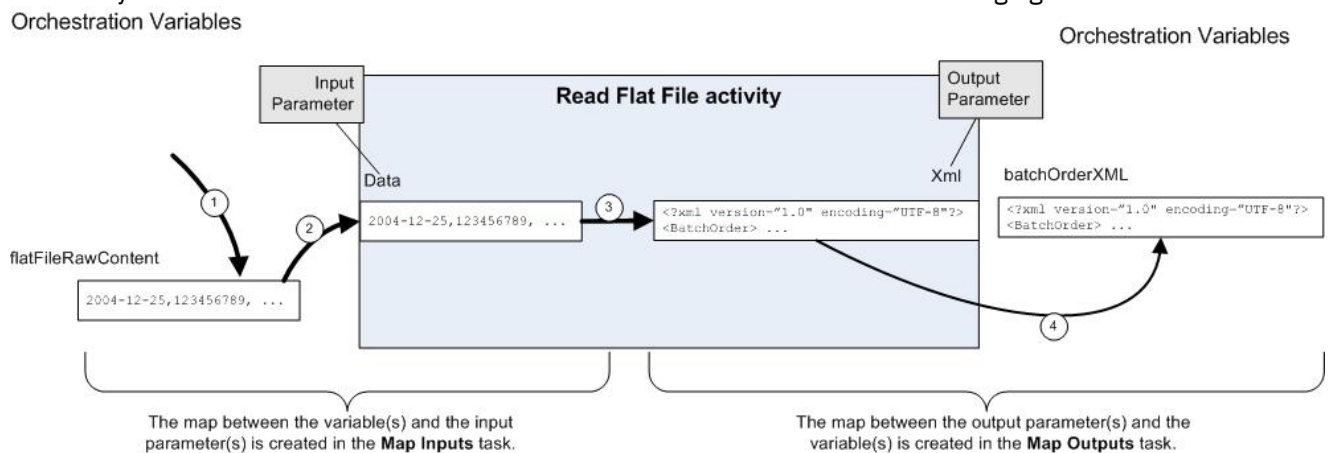 Orchestration Variables
Orchestration Variables
Input
Parameter
Read Flat File activity
Output
Parameter
Data
Xml
batchOrderXML
1
2
2004-12-25,123456789, ...
3
<?xml version="1.0" encoding="UTF-8"?>
<BatchOrder> ...
<?xml version="1.0" encoding="UTF-8"?>
<BatchOrder> ...
flatFileRawContent
2004-12-25,123456789, ...
4
The map between the variable(s) and the input
parameter(s) is created in the Map Inputs task.
The map between the output parameter(s) and the
variable(s) is created in the Map Outputs task.